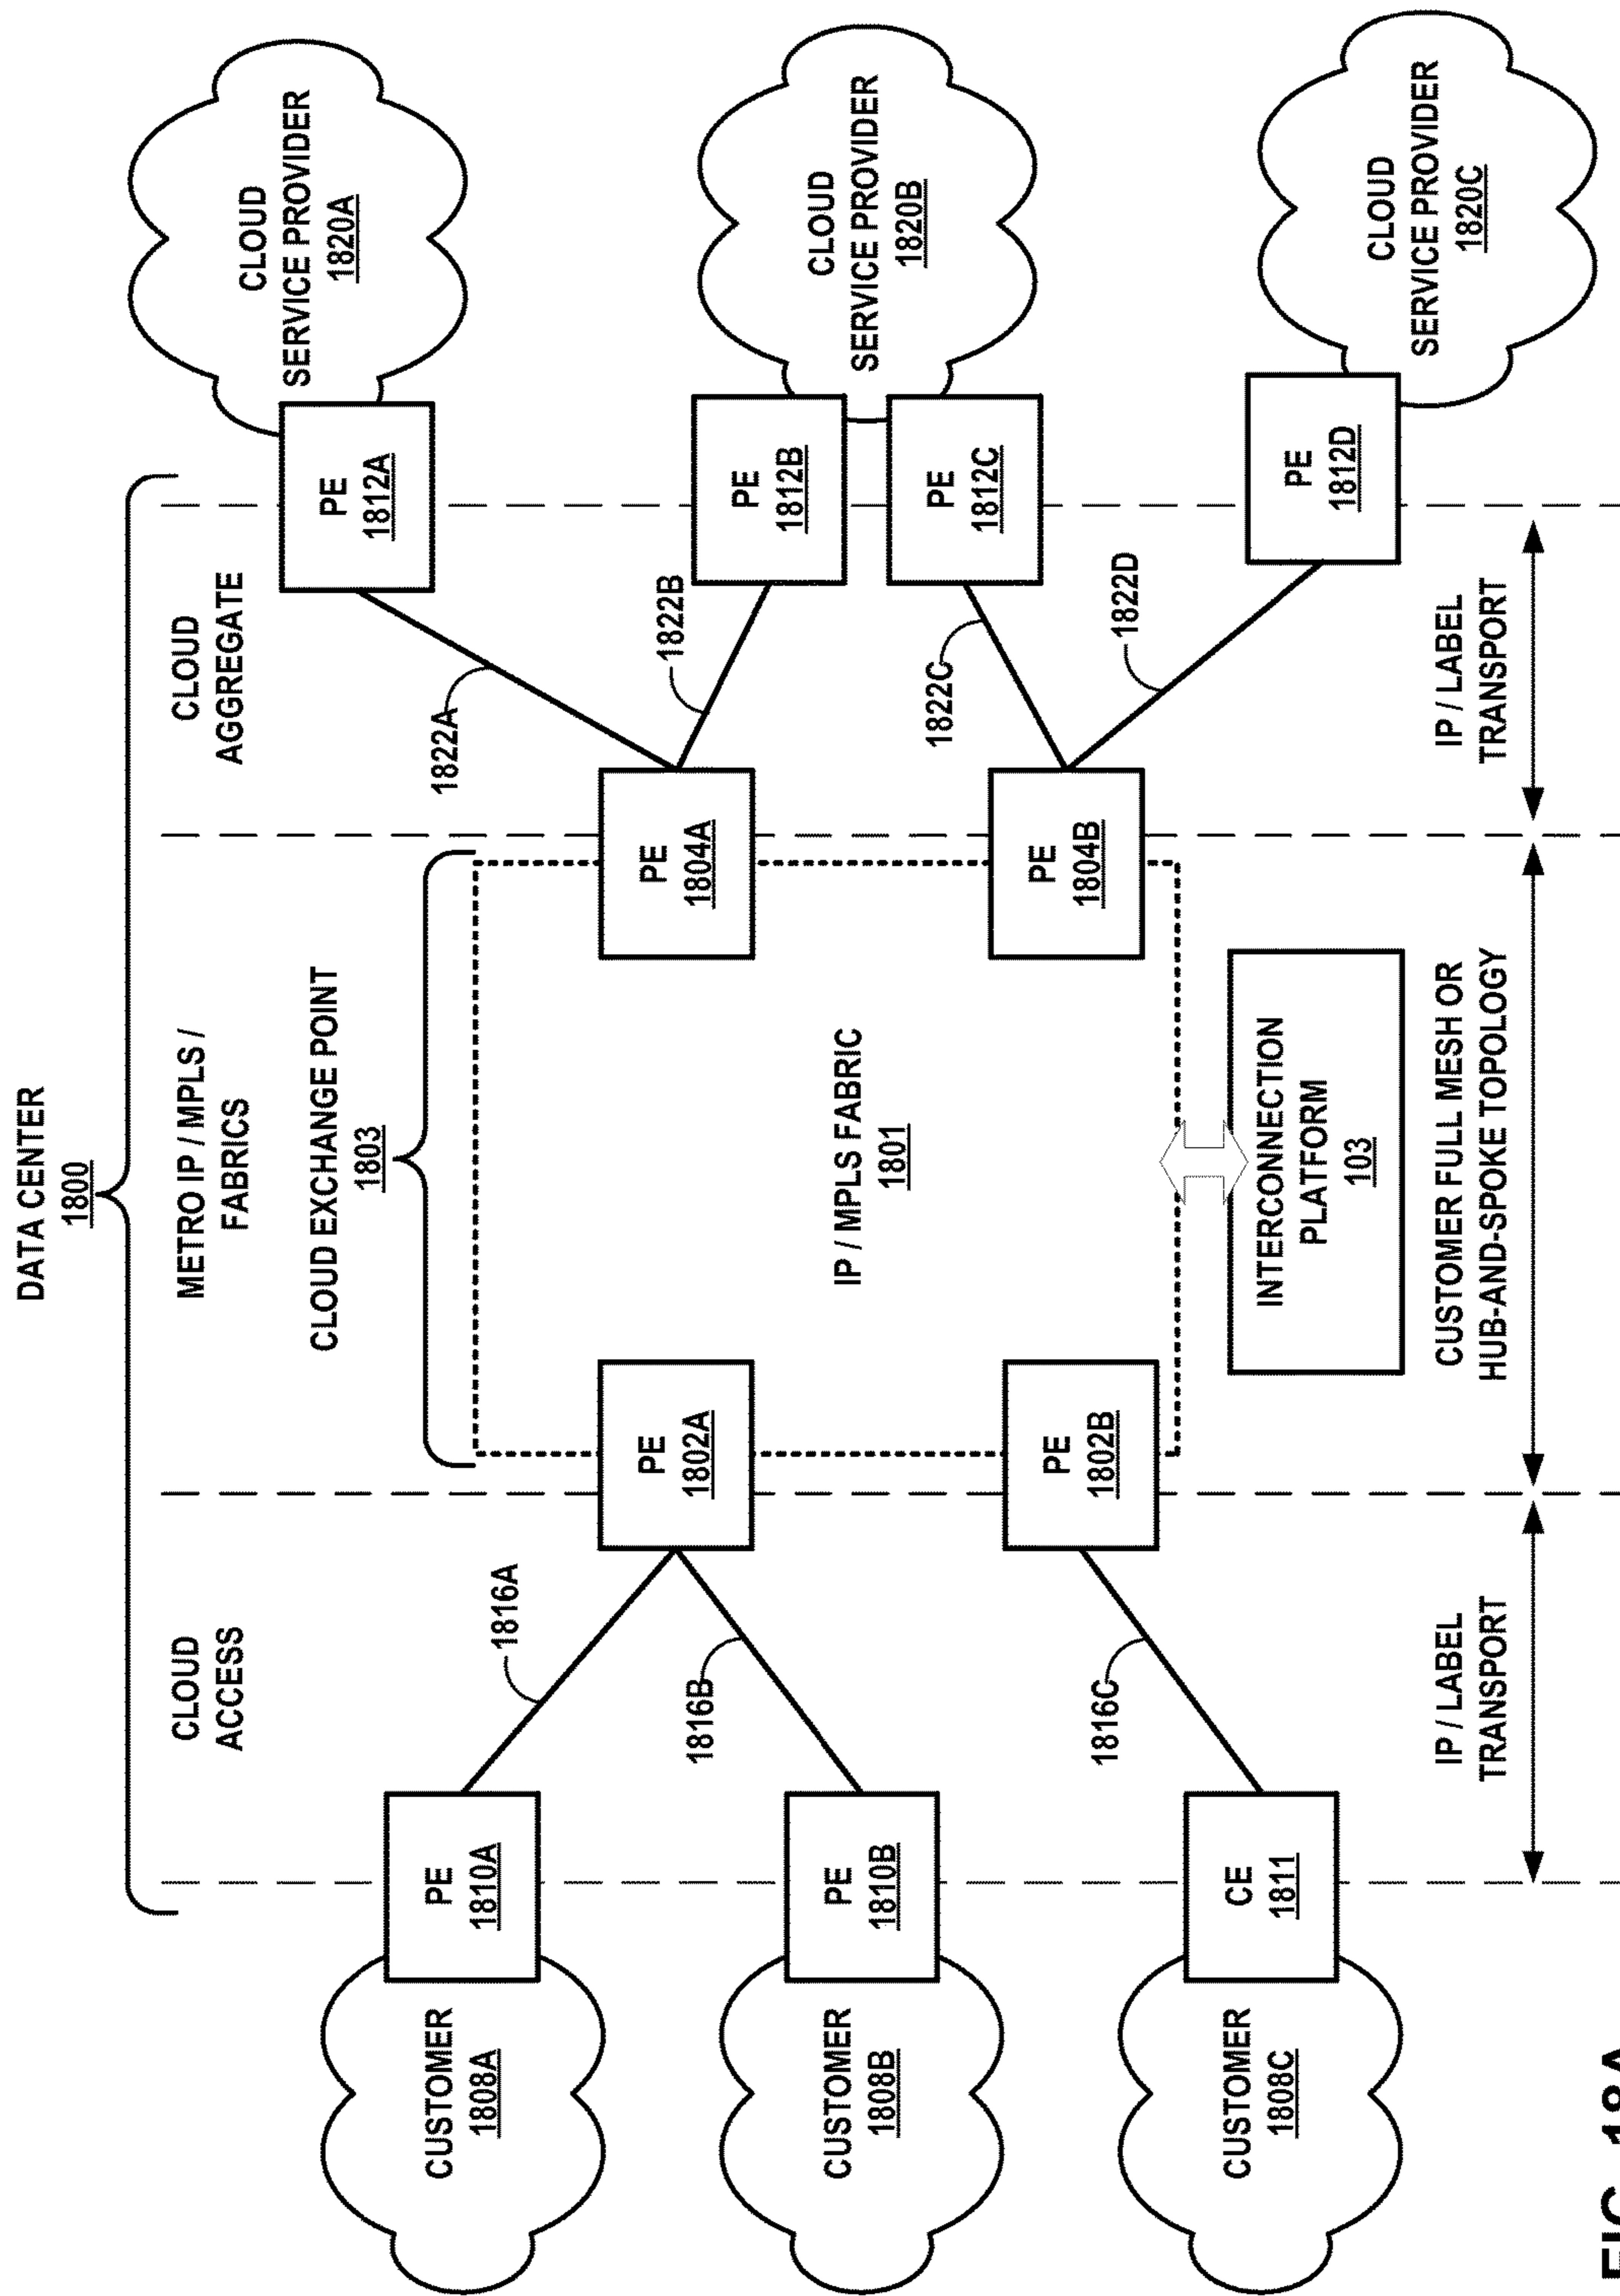 DATA CENTER
1800
CLOUD
ACCESS
METRO IP / MPLS /
FABRICS
CLOUD
AGGREGATE
CLOUD EXCHANGE POINT
1803
CUSTOMER
1808A
PE
1810A
1816A
PE
1802A
PE
1804A
1822A
PE
1812A
CLOUD
SERVICE PROVIDER
1820A
CUSTOMER
1808B
PE
1810B
1816B
IP / MPLS FABRIC
1801
1822B
PE
1812B
CLOUD
SERVICE PROVIDER
1820B
PE
1812C
1822C
CUSTOMER
1808C
CE
1811
1816C
PE
1802B
PE
1804B
1822D
PE
1812D
CLOUD
SERVICE PROVIDER
1820C
INTERCONNECTION
PLATFORM
103
IP / LABEL
TRANSPORT
CUSTOMER FULL MESH OR
HUB-AND-SPOKE TOPOLOGY
IP / LABEL
TRANSPORT
FIG. 18A